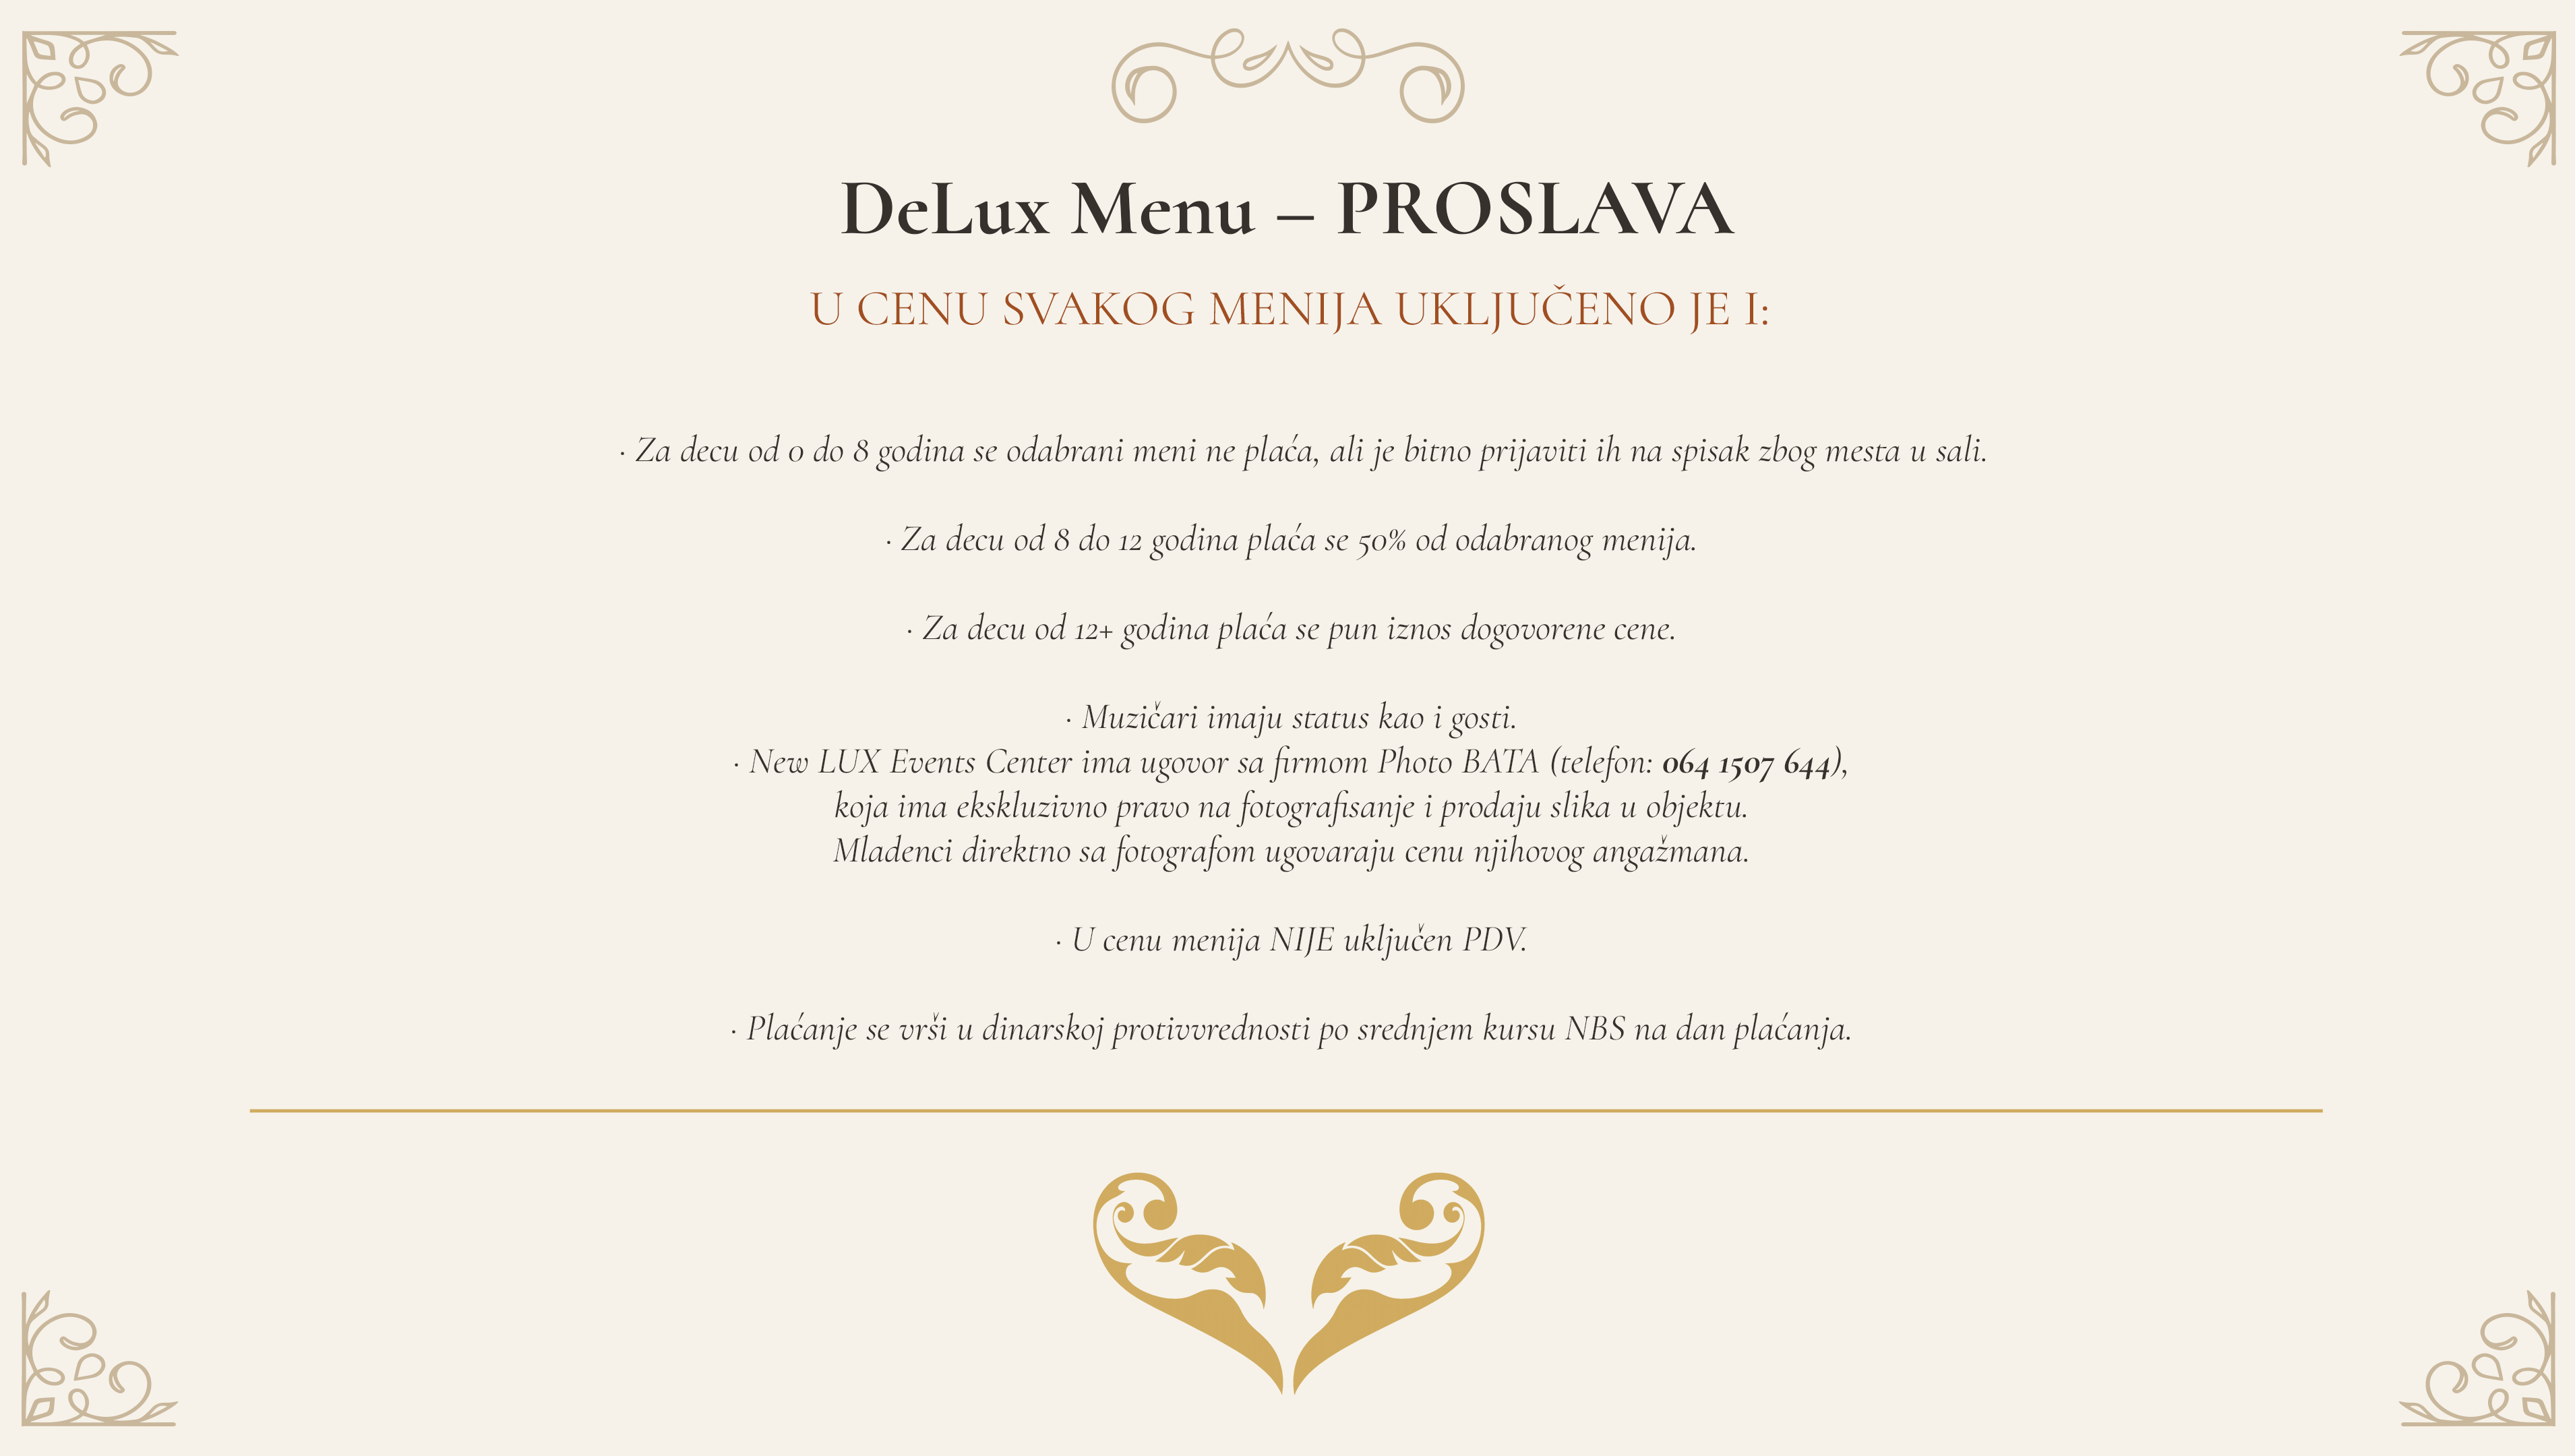 DeLux Menu – PROSLAVA
U CENU SVAKOG MENIJA UKLJUČENO JE I:
· Za decu od 0 do 8 godina se odabrani meni ne plaća, ali je bitno prijaviti ih na spisak zbog mesta u sali.
· Za decu od 8 do 12 godina plaća se 50% od odabranog menija.
· Za decu od 12+ godina plaća se pun iznos dogovorene cene.
· Muzičari imaju status kao i gosti.
· New LUX Events Center ima ugovor sa firmom Photo BATA (telefon: 064 1507 644),
koja ima ekskluzivno pravo na fotografisanje i prodaju slika u objektu.
Mladenci direktno sa fotografom ugovaraju cenu njihovog angažmana.
· U cenu menija NIJE uključen PDV.
· Plaćanje se vrši u dinarskoj protivvrednosti po srednjem kursu NBS na dan plaćanja.